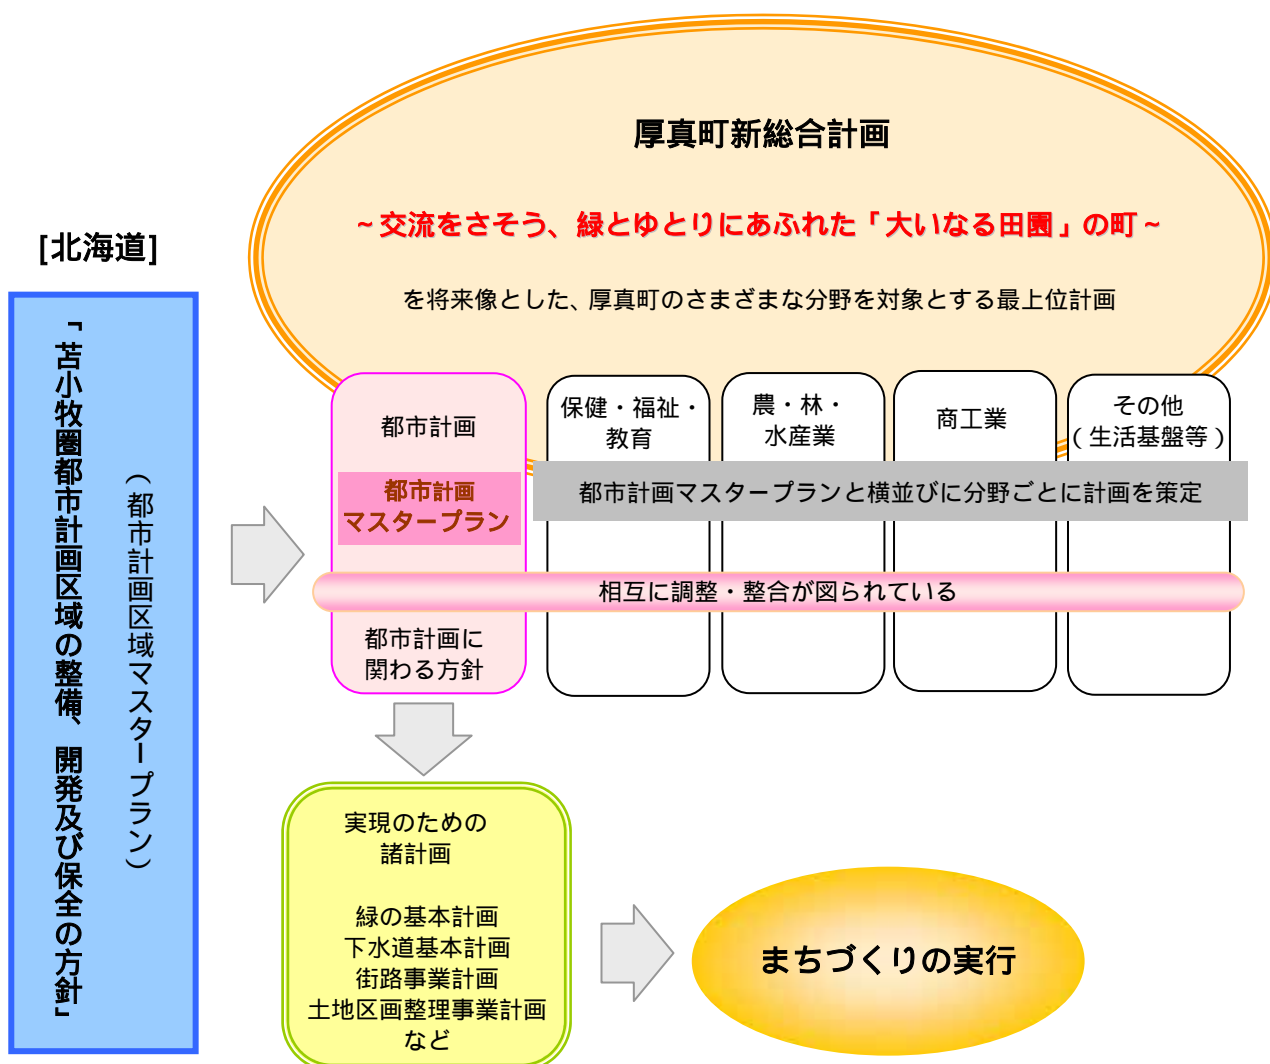 厚真町新総合計画
～交流をさそう、緑とゆとりにあふれた「大いなる田園」の町～
を将来像とした、厚真町のさまざまな分野を対象とする最上位計画
[北海道]
「苫小牧圏都市計画区域の整備、開発及び保全の方針」
（都市計画区域マスタープラン）
都市計画
都市計画
マスタープラン
都市計画に
関わる方針
保健・福祉・
教育
農・林・
水産業
商工業
その他
（生活基盤等）
都市計画マスタープランと横並びに分野ごとに計画を策定
相互に調整・整合が図られている
実現のための
諸計画
緑の基本計画
下水道基本計画
街路事業計画
土地区画整理事業計画
など
まちづくりの実行